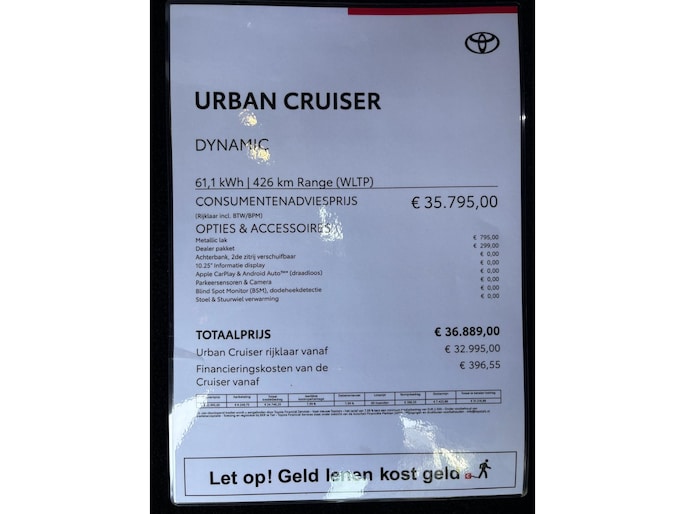 URBAN CRUISER
DYNAMIC
61,1 kWh | 426 km Range (WLTP)
CONSUMENTENADVIESPRIJS € 35.795,00
(Rijklaar incl. BTW/BPM)
OPTIES & ACCESSOIRES
Metallic lak € 795,00
Dealer pakket € 299,00
Achterbank, 2de zitrij verschuifbaar € 0,00
10.25" Informatie display € 0,00
Apple CarPlay & Android Auto™ (draadloos) € 0,00
Parkeersensoren & Camera € 0,00
Blind Spot Monitor (BSM), dodehoekdetectie € 0,00
Stoel & Stuurwiel verwarming € 0,00
TOTAALPRIJS € 36.889,00
Urban Cruiser rijklaar vanaf € 32.995,00
Financieringskosten van de € 396,55
Cruiser vanaf
Let op! Geld lenen kost geld